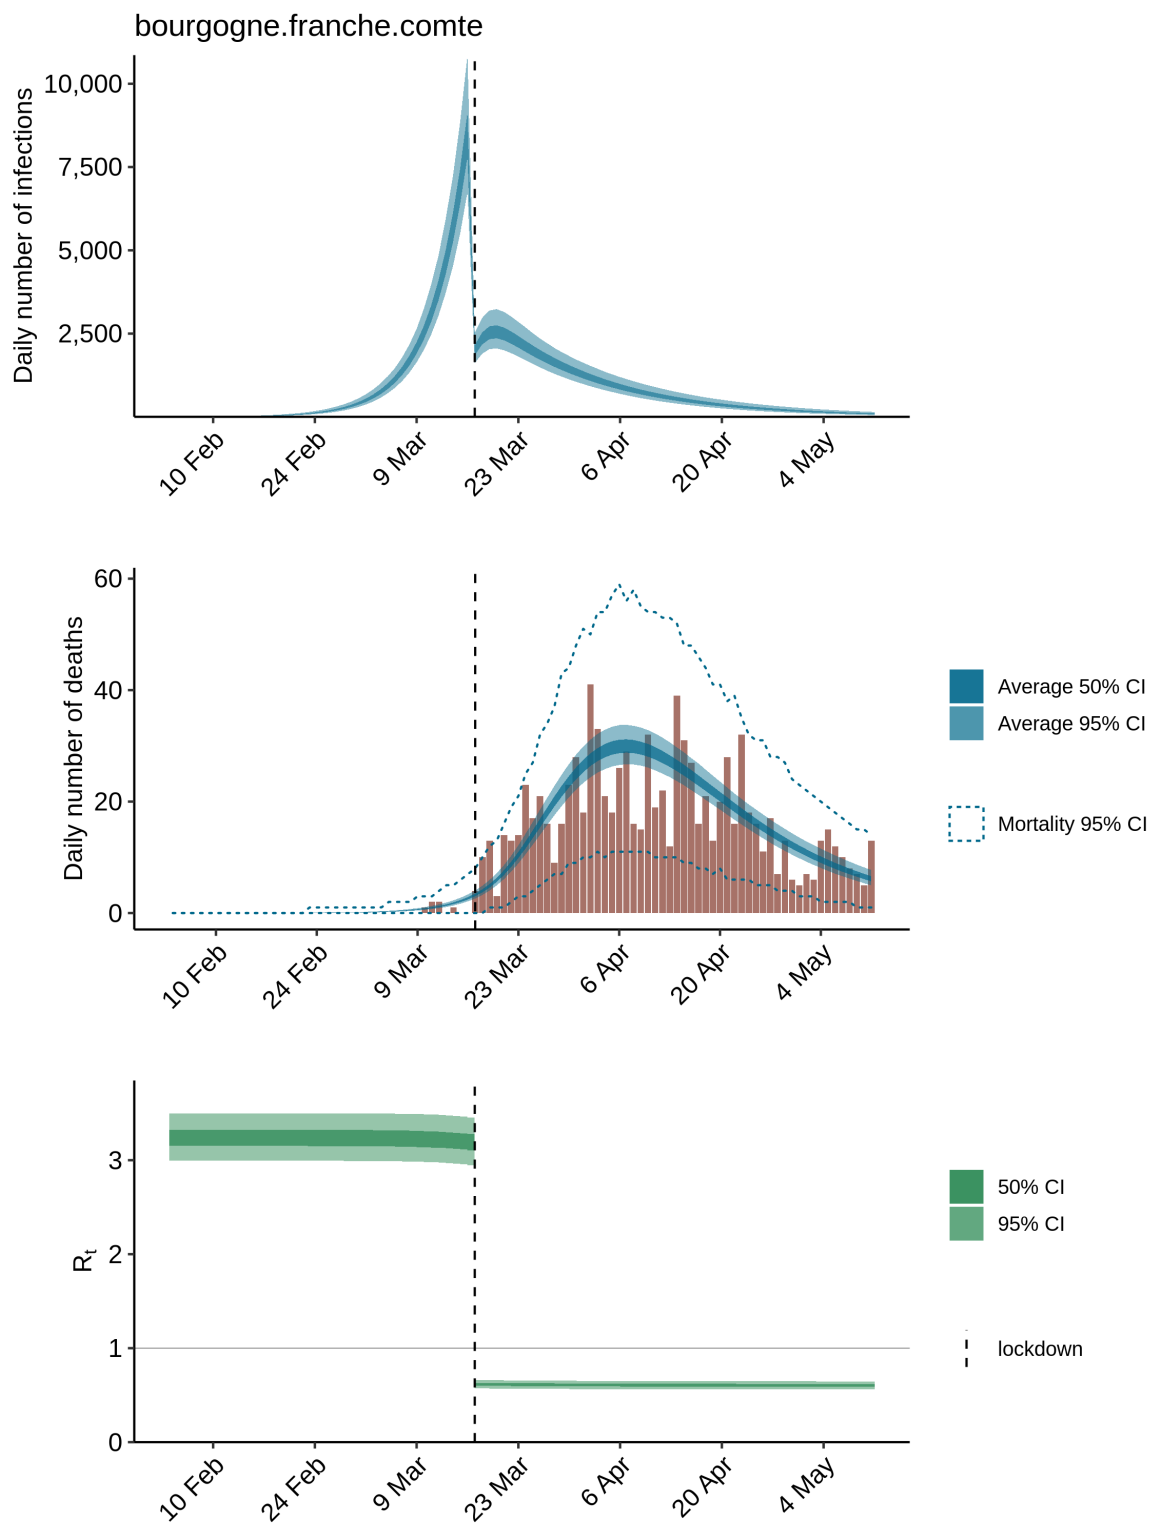 bourgogne.franche.comte
Daily number of infections
10,000
7,500
5,000
2,500
10 Feb
24 Feb
9 Mar
23 Mar
6 Apr
20 Apr
4 May
Daily number of deaths
60
40
20
0
10 Feb
24 Feb
9 Mar
23 Mar
6 Apr
20 Apr
4 May
Average 50% CI
Average 95% CI
Mortality 95% CI
Rt
3
2
1
0
10 Feb
24 Feb
9 Mar
23 Mar
6 Apr
20 Apr
4 May
50% CI
95% CI
lockdown